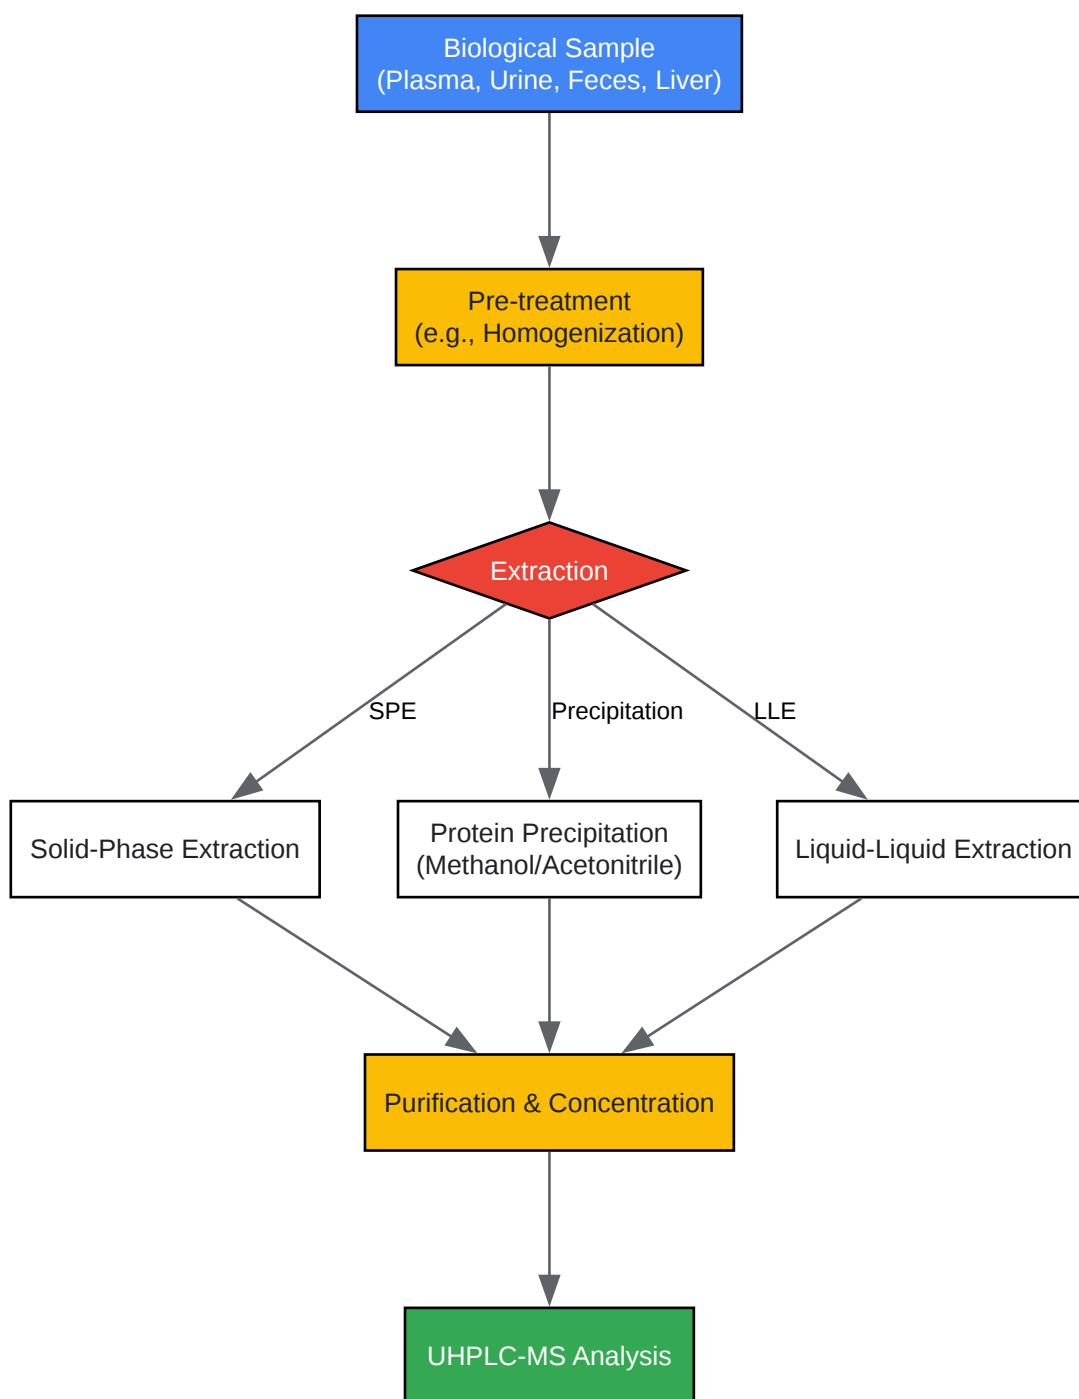 Biological Sample
(Plasma, Urine, Feces, Liver)
Pre-treatment
(e.g., Homogenization)
Extraction
SPE
Precipitation
LLE
Solid-Phase Extraction
Protein Precipitation
(Methanol/Acetonitrile)
Liquid-Liquid Extraction
Purification & Concentration
UHPLC-MS Analysis